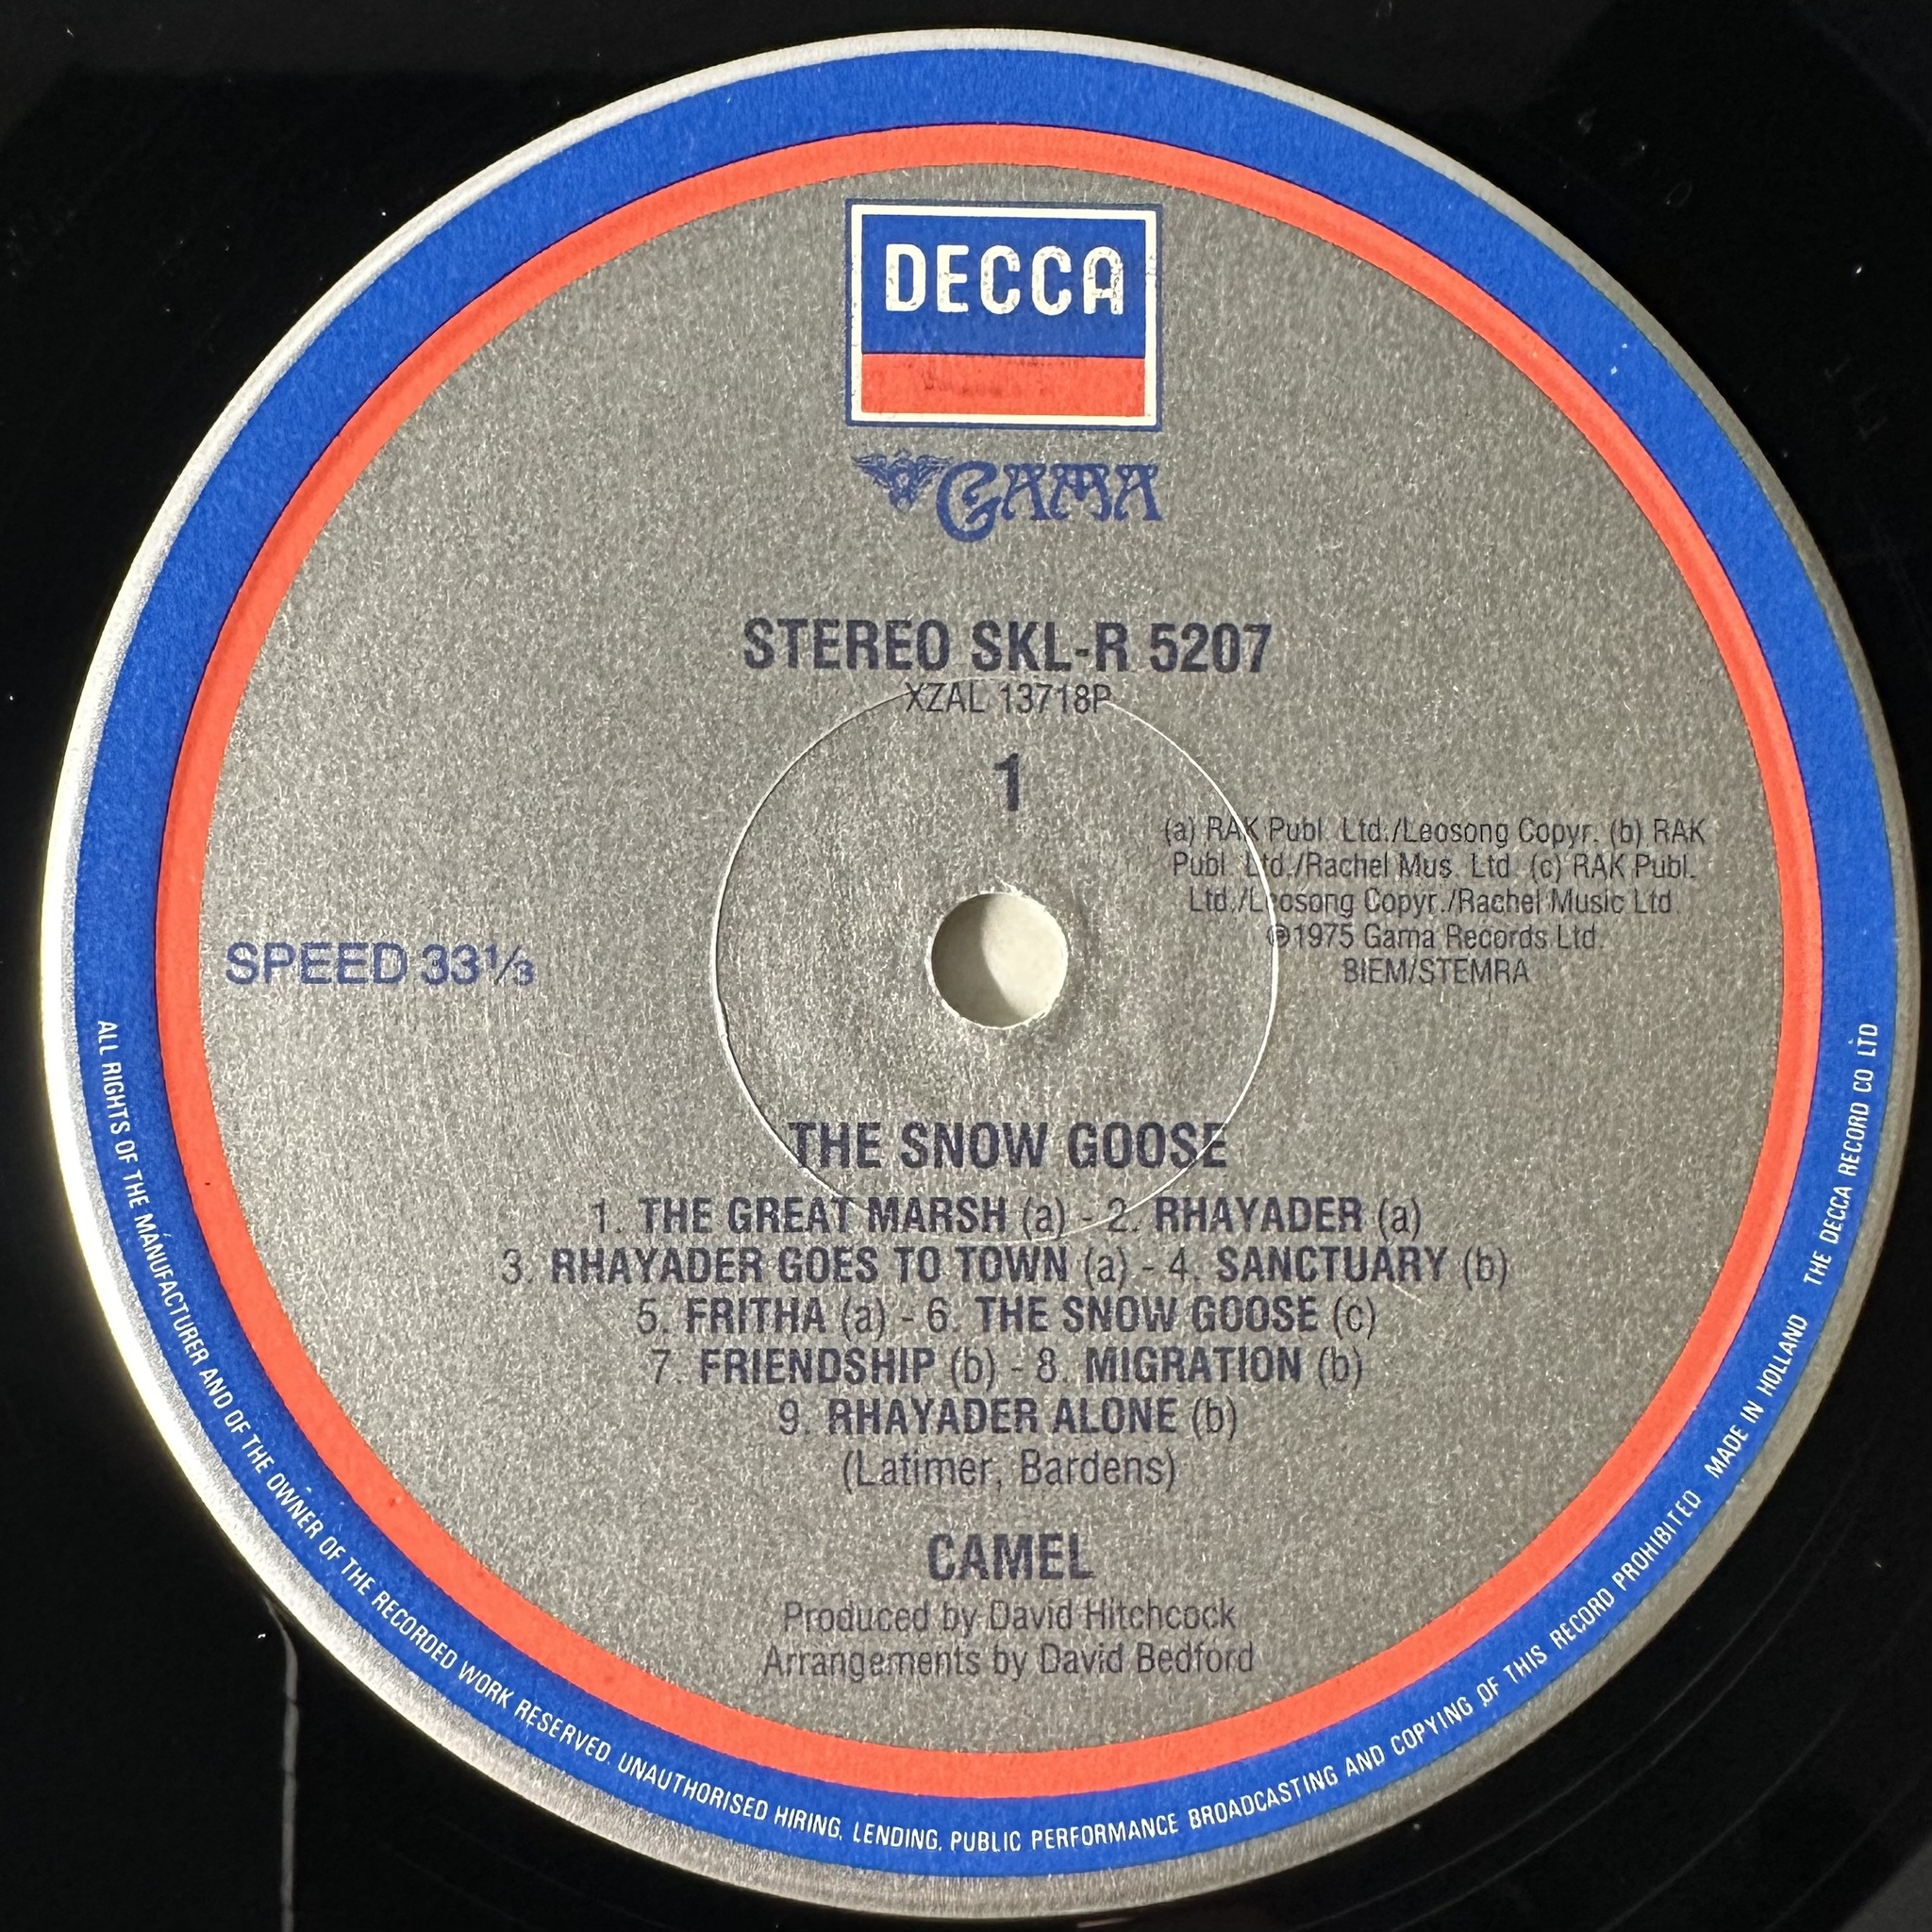 DECCA
GAMA
STEREO SKL-R 5207
XZAL 13718P
1
(a) RAK Publ. Ltd./Leosong Copyr. (b) RAK
Publ. Ltd./Rachel Mus. Ltd. (c) RAK Publ.
Ltd./Leosong Copyr./Rachel Music Ltd.
℗1975 Gama Records Ltd.
BIEM/STEMRA
SPEED 33⅓
THE SNOW GOOSE
1. THE GREAT MARSH (a) - 2. RHAYADER (a)
3. RHAYADER GOES TO TOWN (a) - 4. SANCTUARY (b)
5. FRITHA (a) - 6. THE SNOW GOOSE (c)
7. FRIENDSHIP (b) - 8. MIGRATION (b)
9. RHAYADER ALONE (b)
(Latimer, Bardens)
CAMEL
Produced by David Hitchcock
Arrangements by David Bedford
ALL RIGHTS OF THE MANUFACTURER AND OF THE OWNER OF THE RECORDED WORK RESERVED. UNAUTHORISED HIRING, LENDING, PUBLIC PERFORMANCE BROADCASTING AND COPYING OF THIS RECORD PROHIBITED MADE IN HOLLAND THE DECCA RECORD CO LTD